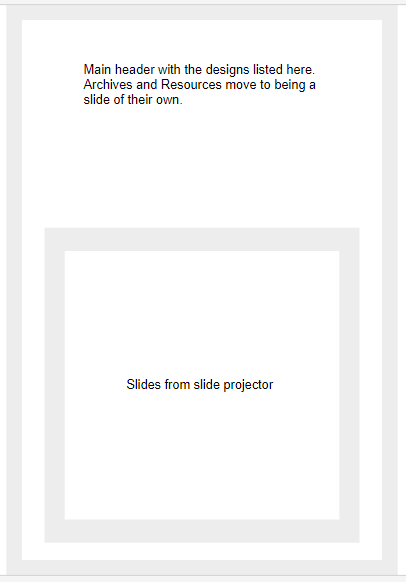 Main header with the designs listed here.
Archives and Resources move to being a
slide of their own.
Slides from slide projector